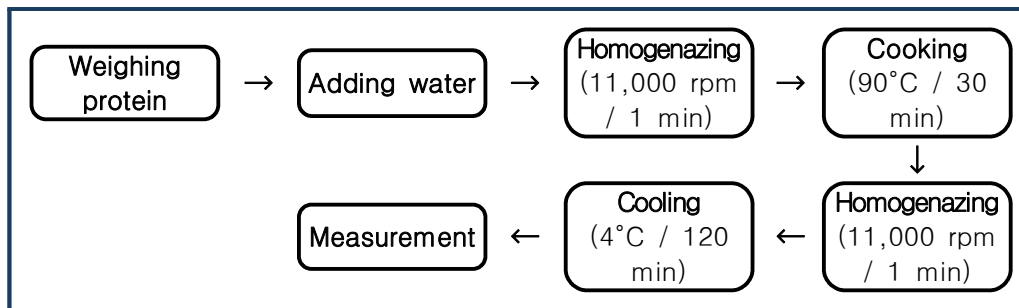 Weighing
protein
→
Adding water
→
Homogenazing
(11,000 rpm
/ 1 min)
→
Cooking
(90°C / 30
min)
↓
Homogenazing
(11,000 rpm
/ 1 min)
←
Cooling
(4°C / 120
min)
←
Measurement